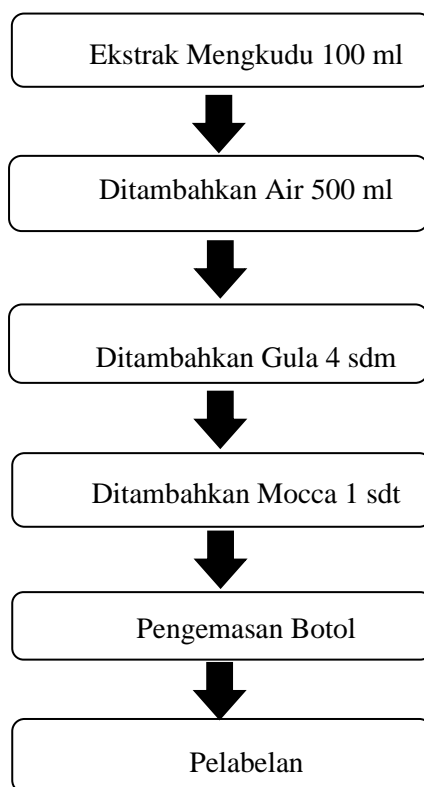 Ekstrak Mengkudu 100 ml
Ditambahkan Air 500 ml
Ditambahkan Gula 4 sdm
Ditambahkan Mocca 1 sdt
Pengemasan Botol
Pelabelan